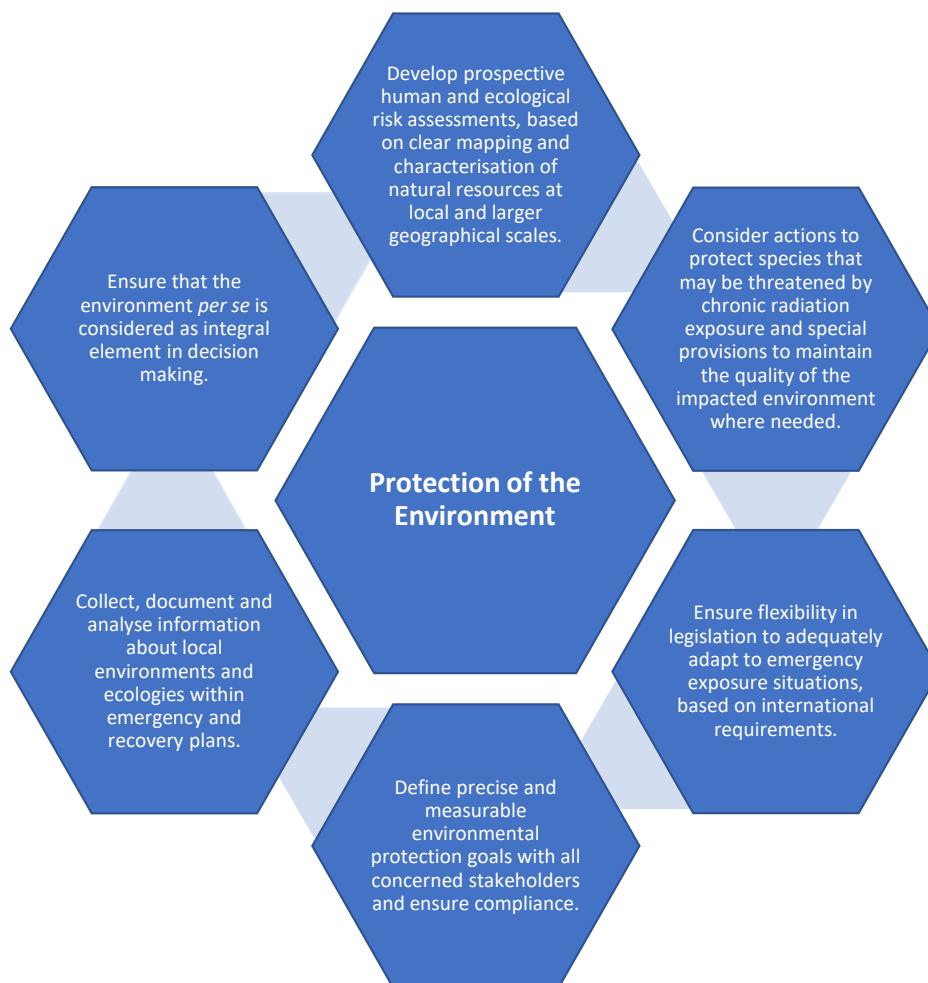 Develop prospective
human and ecological
risk assessments, based
on clear mapping and
characterisation of
natural resources at
local and larger
geographical scales.
Consider actions to
protect species that
may be threatened by
chronic radiation
exposure and special
provisions to maintain
the quality of the
impacted environment
where needed.
Ensure flexibility in
legislation to adequately
adapt to emergency
exposure situations,
based on international
requirements.
Define precise and
measurable
environmental
protection goals with all
concerned stakeholders
and ensure compliance.
Collect, document and
analyse information
about local
environments and
ecologies within
emergency and
recovery plans.
Ensure that the
environment per se is
considered as integral
element in decision
making.
Protection of the
Environment